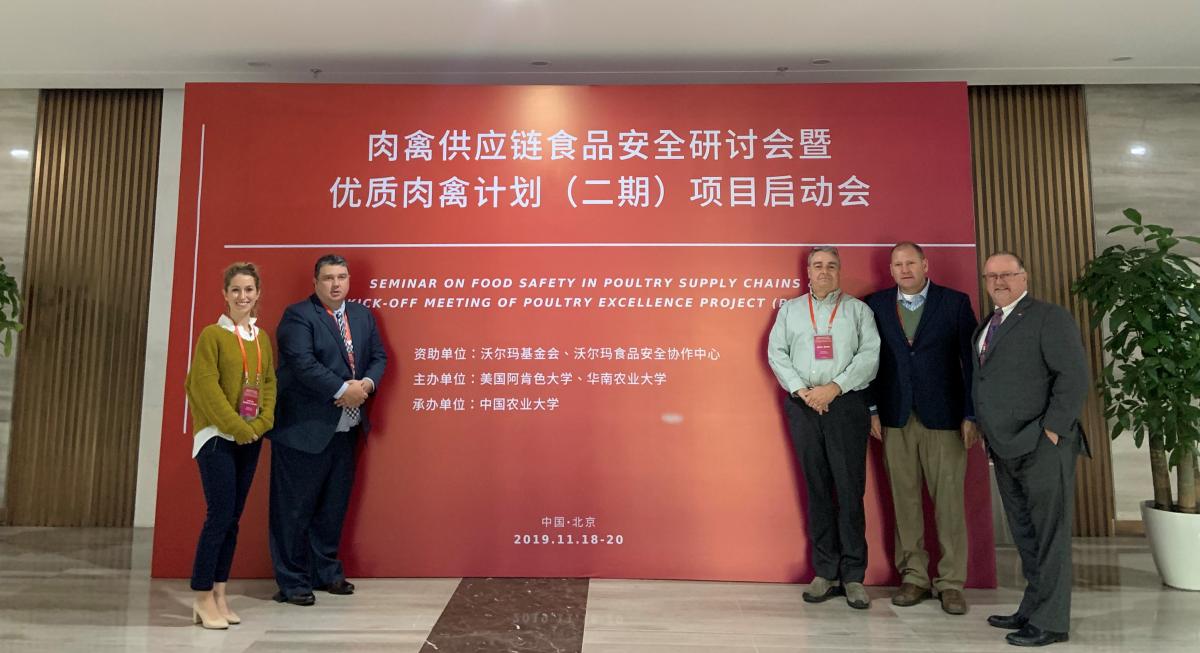 肉禽供应链食品安全研讨会暨
优质肉禽计划（二期）项目启动会
SEMINAR ON FOOD SAFETY IN POULTRY SUPPLY CHAINS
KICK-OFF MEETING OF POULTRY EXCELLENCE PROJECT
资助单位：沃尔玛基金会、沃尔玛食品安全协作中心
主办单位：美国阿肯色大学、华南农业大学
承办单位：中国农业大学
中国·北京
2019.11.18-20